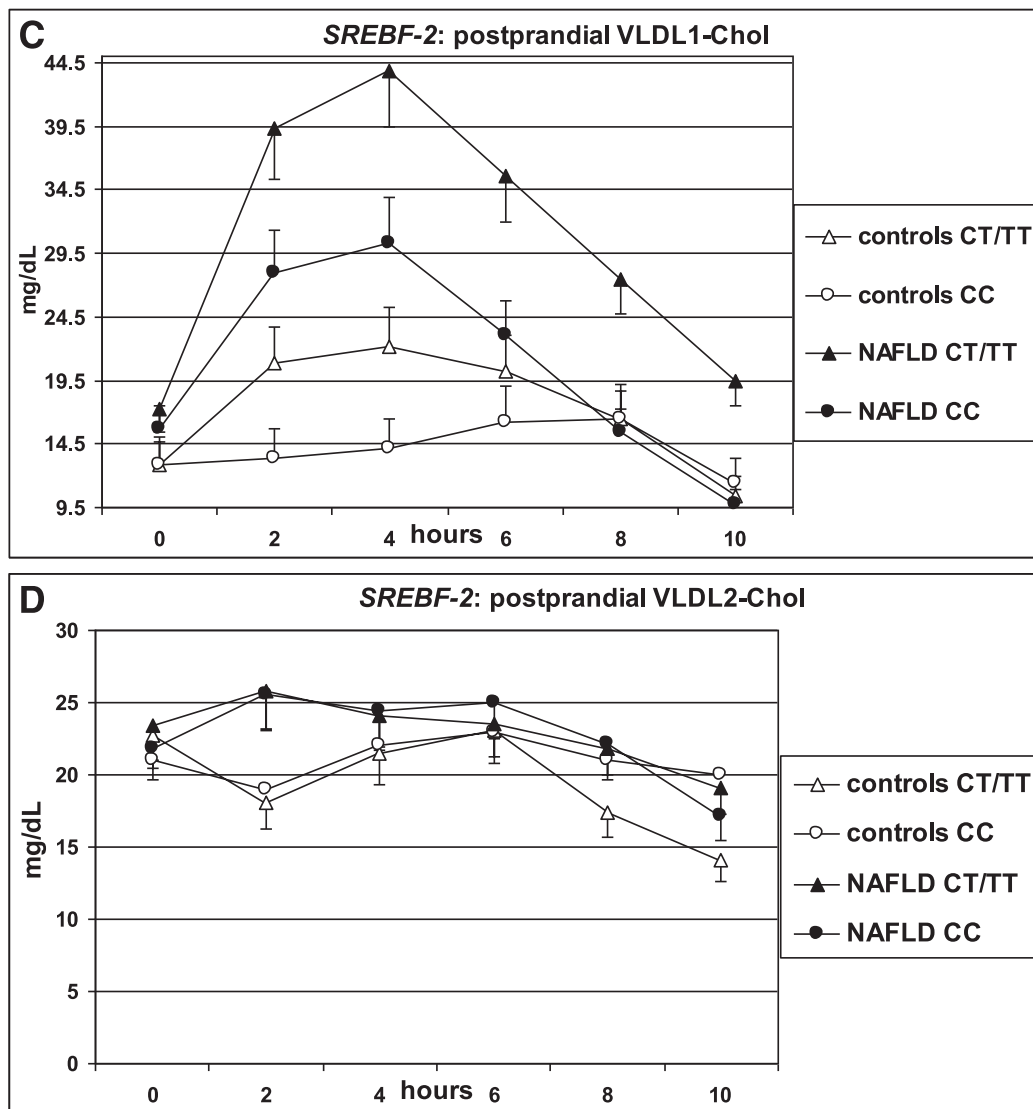 C
SREBF-2: postprandial VLDL1-Chol
44.5
39.5
34.5
29.5
24.5
19.5
14.5
9.5
mg/dL
0 2 4 hours 6 8 10
controls CT/TT
controls CC
NAFLD CT/TT
NAFLD CC
D
SREBF-2: postprandial VLDL2-Chol
30
25
20
15
10
5
0
mg/dL
0 2 4 hours 6 8 10
controls CT/TT
controls CC
NAFLD CT/TT
NAFLD CC